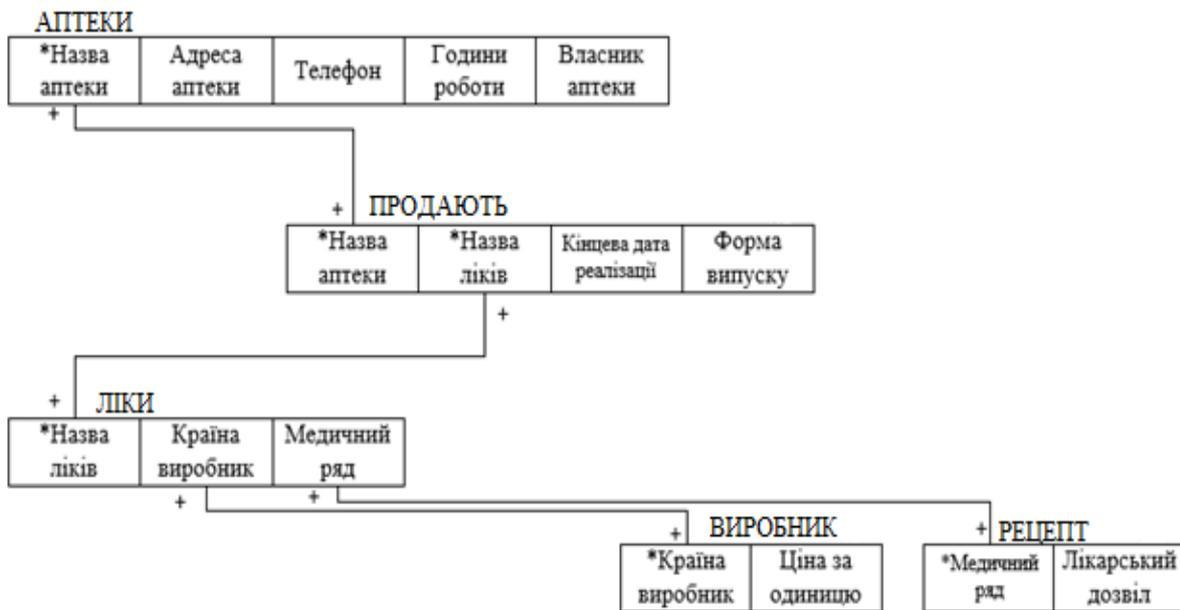 АПТЕКИ
*Назва аптеки
Адреса аптеки
Телефон
Години роботи
Власник аптеки
+
+
ПРОДАЮТЬ
*Назва аптеки
*Назва ліків
Кінцева дата реалізації
Форма випуску
+
+
ЛІКИ
*Назва ліків
Країна виробник
Медичний ряд
+
+
+
ВИРОБНИК
*Країна виробник
Ціна за одиницю
+
РЕЦЕПТ
*Медичний ряд
Лікарський дозвіл